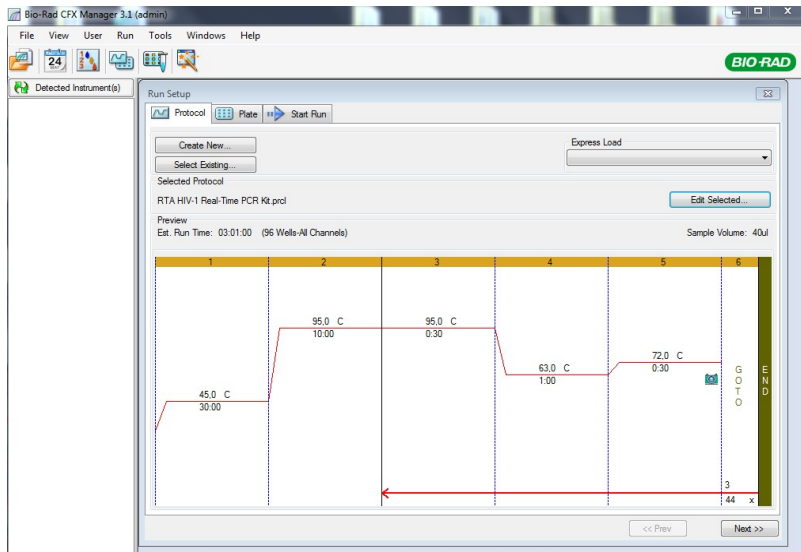 Bio-Rad CFX Manager 3.1 (admin)
File View User Run Tools Windows Help
24
BIO-RAD
Detected Instrument(s)
Run Setup
Protocol Plate Start Run
Create New...
Express Load
Select Existing...
Selected Protocol
RTA HIV-1 Real-Time PCR Kit.prcl
Edit Selected...
Preview
Est. Run Time: 03:01:00 (96 Wells-All Channels)
Sample Volume: 40ul
1 2 3 4 5 6
95,0 C
10:00
95,0 C
0:30
72,0 C
0:30
63,0 C
1:00
45,0 C
30:00
GOTO
END
3
44 x
<< Prev
Next >>